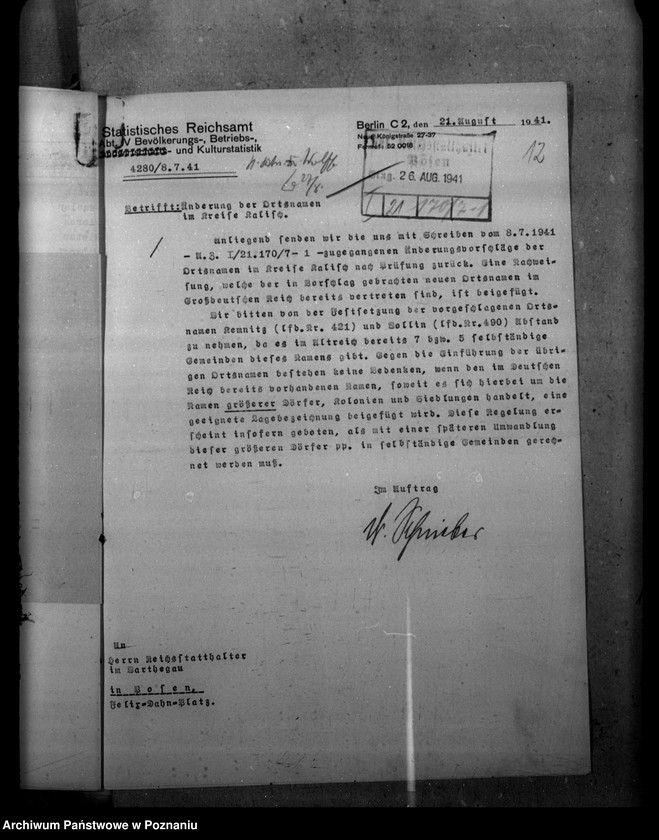 Statistisches Reichsamt
Abt. IV Bevölkerungs-, Betriebs-,
- und Kulturstatistik
4280/8.7.41
Berlin C 2, den 21. August 1941.
Neue Königstraße 27-37
Fernruf: 52 0018
Posen
Eing. 26. AUG. 1941
I/21.170/7-1
12
Betrifft: Änderung der Ortsnamen
im Kreise Kalisch.
Anliegend senden wir die uns mit Schreiben vom 8.7.1941
- A.Z. I/21.170/7- 1 -zugegangenen Änderungsvorschläge der
Ortsnamen im Kreise Kalisch nach Prüfung zurück. Eine Nachwei-
sung, welche der in Vorschlag gebrachten neuen Ortsnamen im
Großdeutschen Reich bereits vertreten sind, ist beigefügt.
Wir bitten von der Festsetzung der vorgeschlagenen Orts-
namen Kemnitz (lfd.Nr. 421) und Wollin (lfd.Nr.490) Abstand
zu nehmen, da es im Altreich bereits 7 bzw. 5 selbständige
Gemeinden dieses Namens gibt. Gegen die Einführung der übri-
gen Ortsnamen bestehen keine Bedenken, wenn den im Deutschen
Reich bereits vorhandenen Namen, soweit es sich hierbei um die
Namen größerer Dörfer, Kolonien und Siedlungen handelt, eine
geeignete Lagebezeichnung beigefügt wird. Diese Regelung er-
scheint insofern geboten, als mit einer späteren Umwandlung
dieser größeren Dörfer pp. in selbständige Gemeinden gerech-
net werden muß.
Im Auftrag
An
Herrn Reichsstatthalter
im Warthegau
in Posen,
Felix-Dahn-Platz.
Archiwum Państwowe w Poznaniu